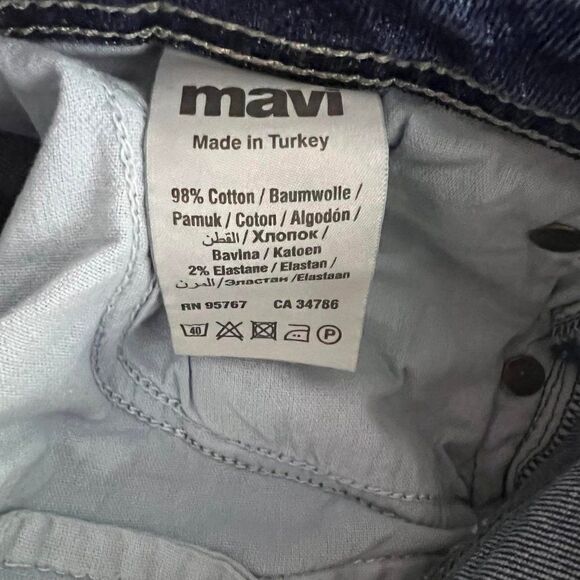 mavi
Made in Turkey
98% Cotton / Baumwolle /
Pamuk / Coton / Algodón /
القطن / Хлопок /
Bavlna / Katoen
2% Elastane / Elastan /
المرن / Эластан / Elastaan
RN 95767 CA 34786
40 P